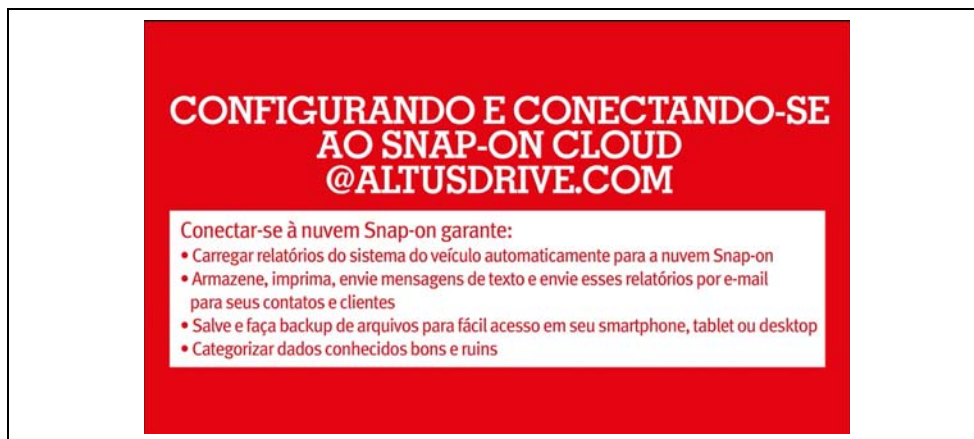 CONFIGURANDO E CONECTANDO-SE
AO SNAP-ON CLOUD
@ALTUSDRIVE.COM
Conectar-se à nuvem Snap-on garante:
• Carregar relatórios do sistema do veículo automaticamente para a nuvem Snap-on
• Armazene, imprima, envie mensagens de texto e envie esses relatórios por e-mail
para seus contatos e clientes
• Salve e faça backup de arquivos para fácil acesso em seu smartphone, tablet ou desktop
• Categorizar dados conhecidos bons e ruins